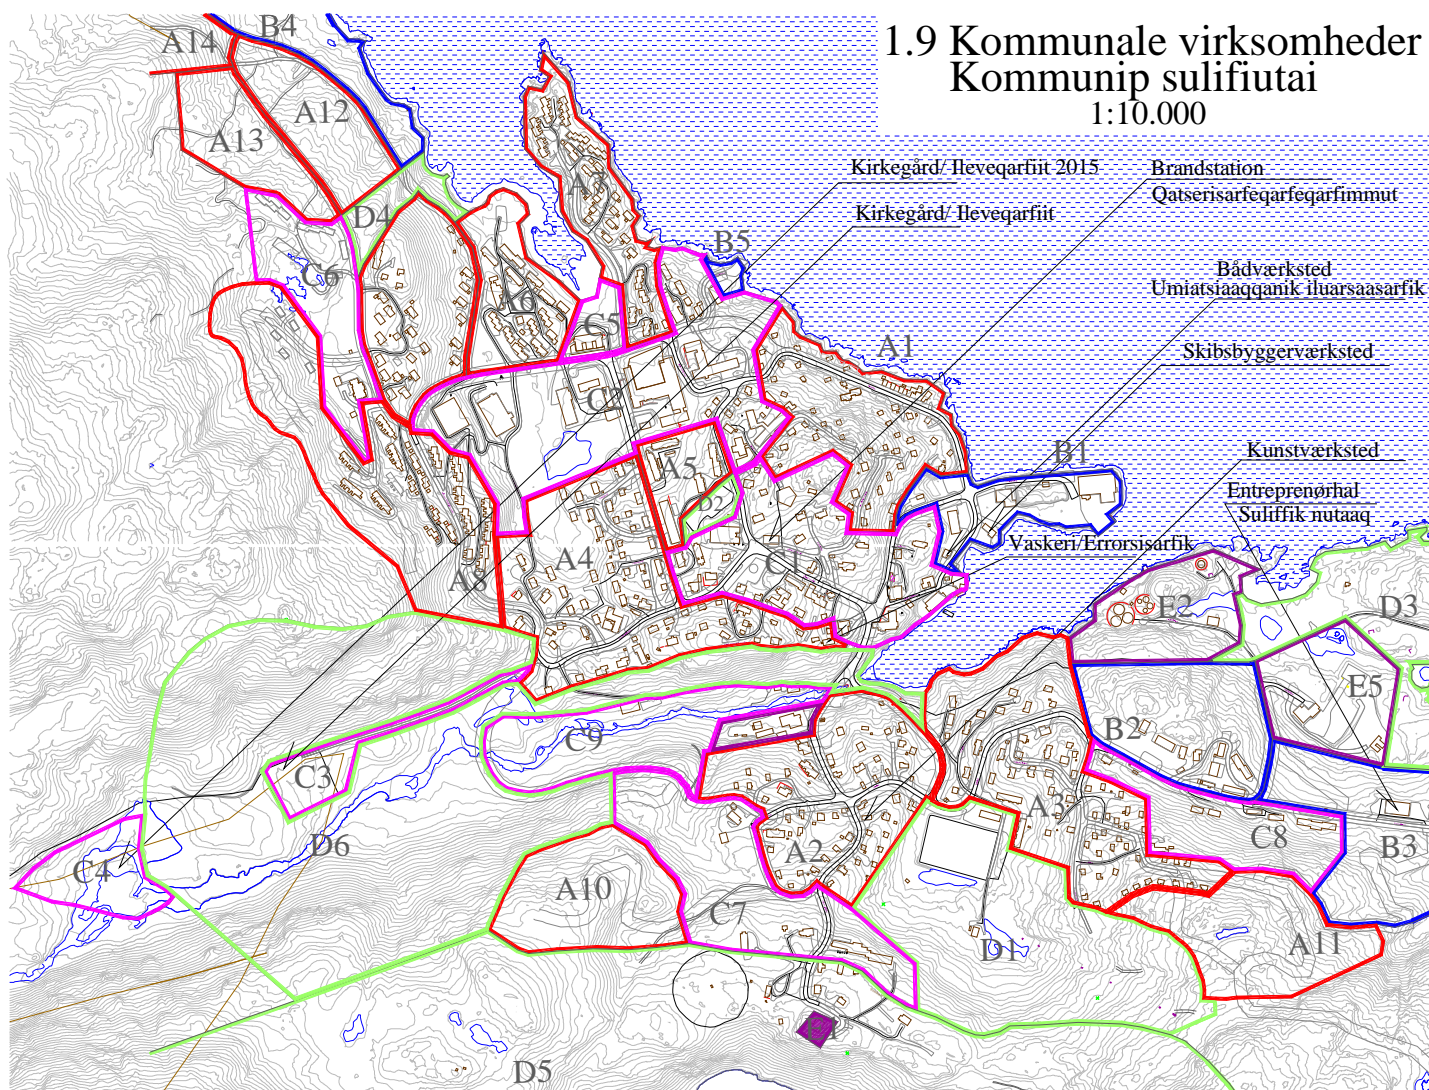 1.9 Kommunale virksomheder
Kommunip sulifiutai
1:10.000
Kirkegård/ Ileveqarfiit 2015
Brandstation
Qatserisarfeqarfeqarfimmut
Kirkegård/ Ileveqarfiit
Bådværksted
Umiatsiaaqqanik iluarsaasarfik
Skibsbyggerværksted
Kunstværksted
Entreprenørhal
Suliffik nutaaq
Vaskeri/Errorsisarfik
A14
B4
A13
A12
D4
C6
A7
A6
B5
C5
A1
C2
A5
B1
D2
A4
A8
C1
E2
D3
E5
B2
C9
C3
A3
D6
C8
B3
C4
A2
A10
C7
D1
A11
E1
D5